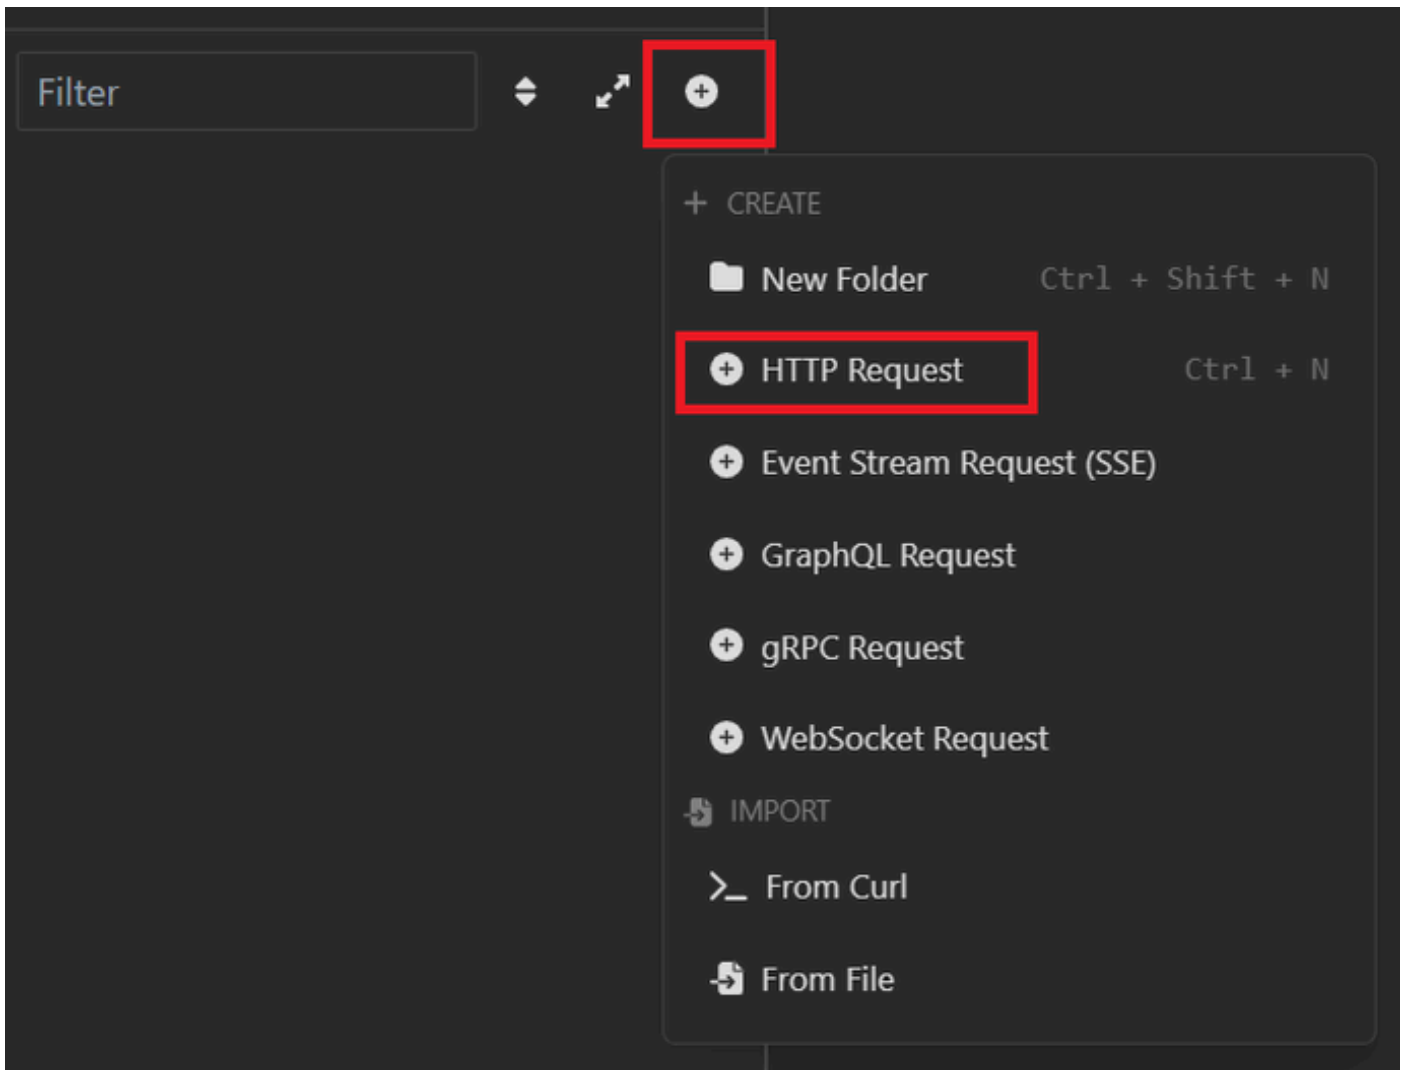 Filter
CREATE
New Folder Ctrl + Shift + N
HTTP Request Ctrl + N
Event Stream Request (SSE)
GraphQL Request
gRPC Request
WebSocket Request
IMPORT
From Curl
From File